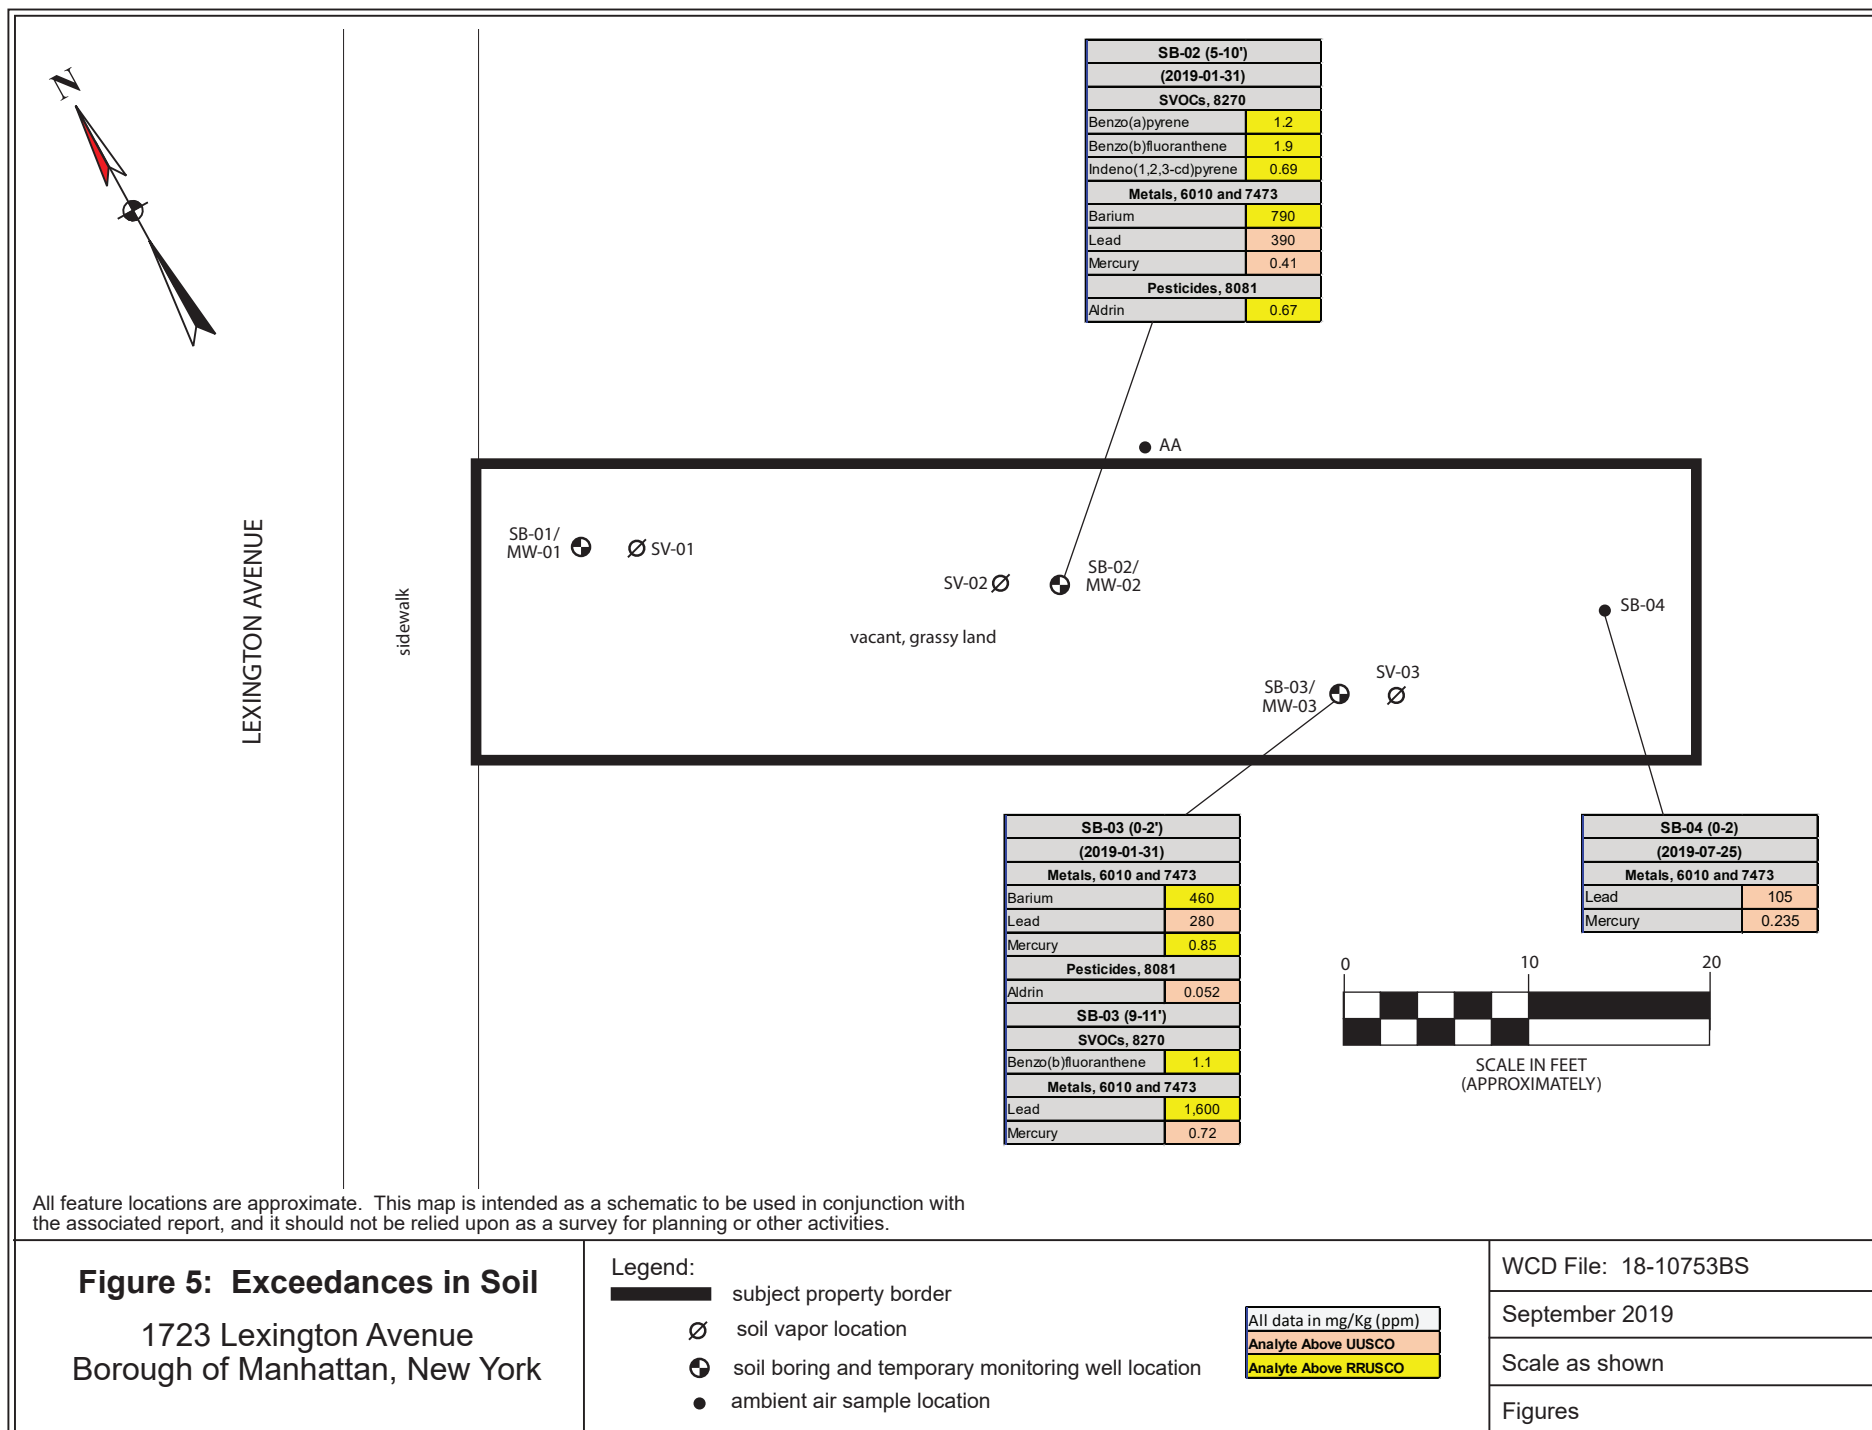 N
SB-02 (5-10')
(2019-01-31)
SVOCs, 8270
Benzo(a)pyrene 1.2
Benzo(b)fluoranthene 1.9
Indeno(1,2,3-cd)pyrene 0.69
Metals, 6010 and 7473
Barium 790
Lead 390
Mercury 0.41
Pesticides, 8081
Aldrin 0.67
AA
LEXINGTON AVENUE
sidewalk
SB-01/
MW-01
SV-01
SV-02
SB-02/
MW-02
vacant, grassy land
SB-04
SB-03/
MW-03
SV-03
SB-03 (0-2')
(2019-01-31)
Metals, 6010 and 7473
Barium 460
Lead 280
Mercury 0.85
Pesticides, 8081
Aldrin 0.052
SB-03 (9-11')
SVOCs, 8270
Benzo(b)fluoranthene 1.1
Metals, 6010 and 7473
Lead 1,600
Mercury 0.72
SB-04 (0-2)
(2019-07-25)
Metals, 6010 and 7473
Lead 105
Mercury 0.235
0 10 20
SCALE IN FEET
(APPROXIMATELY)
All feature locations are approximate. This map is intended as a schematic to be used in conjunction with
the associated report, and it should not be relied upon as a survey for planning or other activities.
Figure 5: Exceedances in Soil
1723 Lexington Avenue
Borough of Manhattan, New York
Legend:
subject property border
soil vapor location
soil boring and temporary monitoring well location
ambient air sample location
All data in mg/Kg (ppm)
Analyte Above UUSCO
Analyte Above RRUSCO
WCD File: 18-10753BS
September 2019
Scale as shown
Figures